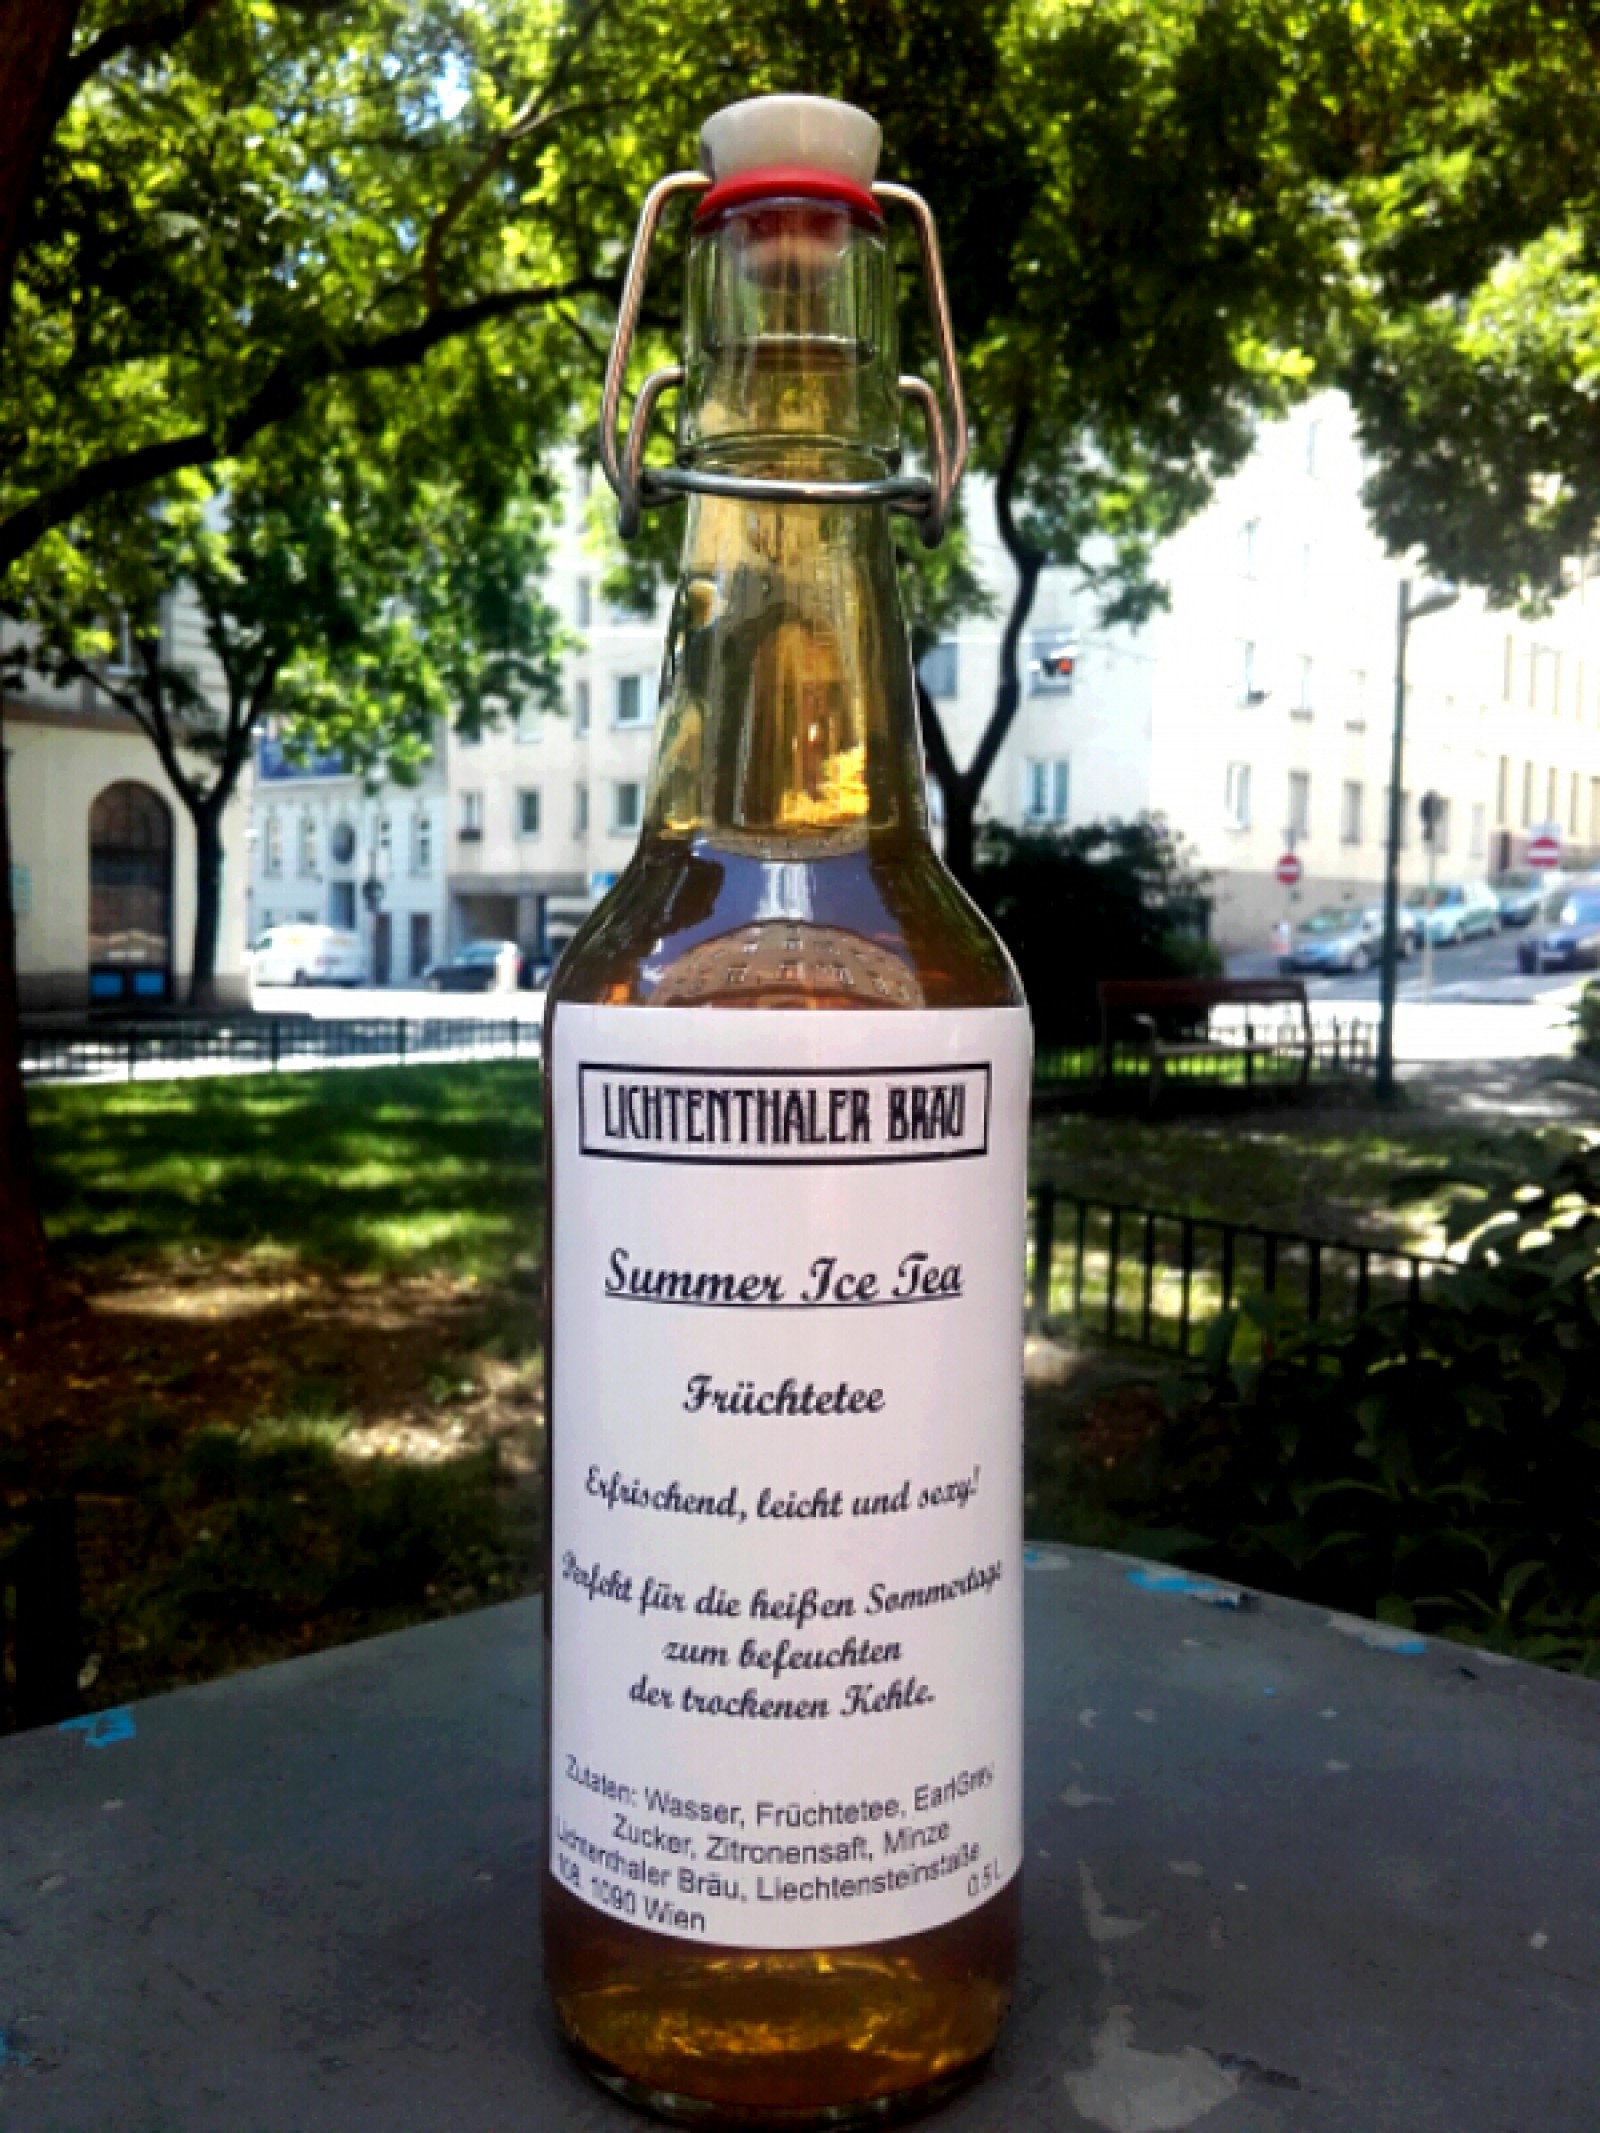 LICHTENTHALER BRÄU
Summer Ice Tea
Früchtetee
Erfrischend, leicht und sexy!
Perfekt für die heißen Sommertage
zum befeuchten
der trockenen Kehle.
Zutaten: Wasser, Früchtetee, EarlGrey
Zucker, Zitronensaft, Minze
Lichtenthaler Bräu, Liechtensteinstaße
108, 1090 Wien
0,5 L